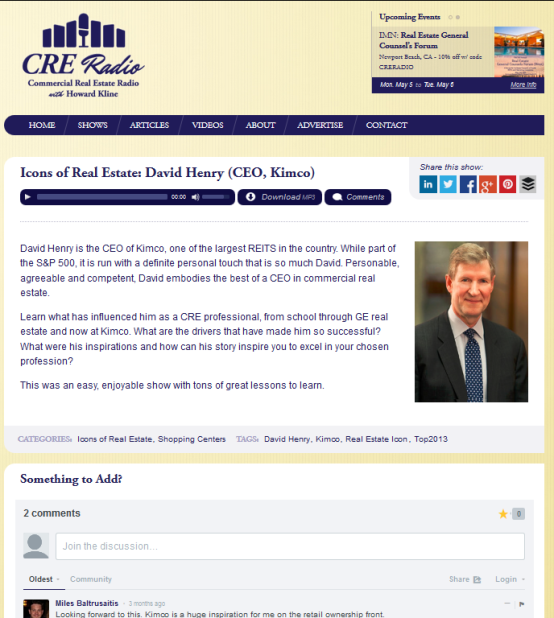 CRE Radio
Commercial Real Estate Radio
with Howard Kline
Upcoming Events
IMN: Real Estate General
Counsel's Forum
Newport Beach, CA - 10% off w/ code
CRERADIO
Mon. May 5 to Tue. May 6
More Info
HOME SHOWS ARTICLES VIDEOS ABOUT ADVERTISE CONTACT
Icons of Real Estate: David Henry (CEO, Kimco)
Share this show:
00:00
Download MP3
Comments
David Henry is the CEO of Kimco, one of the largest REITS in the country. While part of
the S&P 500, it is run with a definite personal touch that is so much David. Personable,
agreeable and competent, David embodies the best of a CEO in commercial real
estate.
Learn what has influenced him as a CRE professional, from school through GE real
estate and now at Kimco. What are the drivers that have made him so successful?
What were his inspirations and how can his story inspire you to excel in your chosen
profession?
This was an easy, enjoyable show with tons of great lessons to learn.
CATEGORIES: Icons of Real Estate, Shopping Centers TAGS: David Henry, Kimco, Real Estate Icon, Top2013
Something to Add?
2 comments
0
Join the discussion...
Oldest Community Share Login
Miles Baltrusaitis · 3 months ago
Looking forward to this. Kimco is a huge inspiration for me on the retail ownership front.